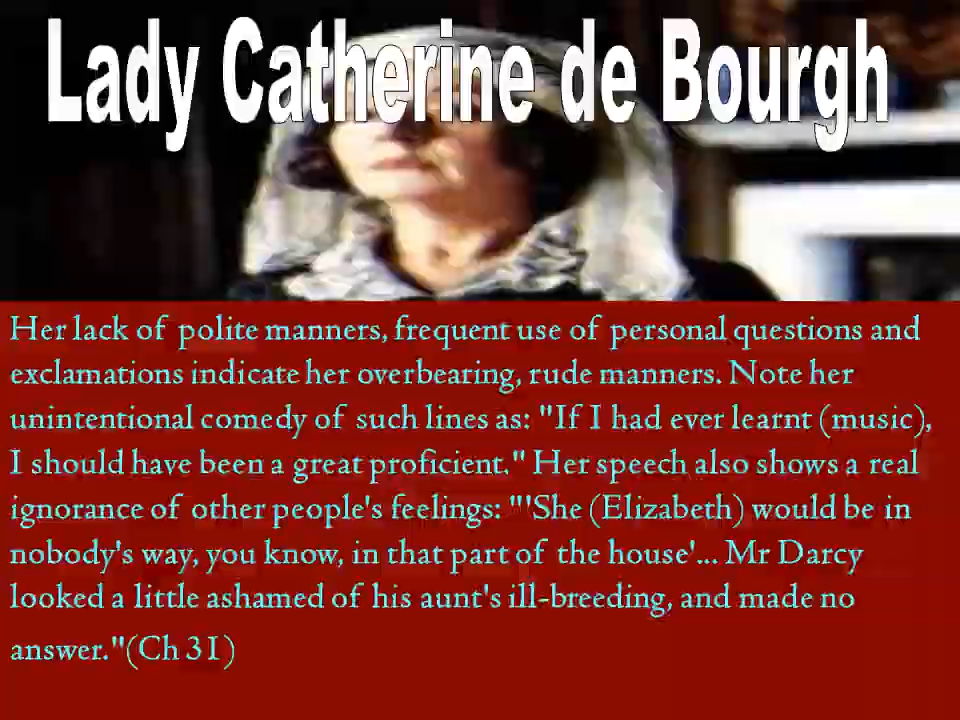 Lady Catherine de Bourgh
Her lack of polite manners, frequent use of personal questions and
exclamations indicate her overbearing, rude manners. Note her
unintentional comedy of such lines as: "If I had ever learnt (music),
I should have been a great proficient." Her speech also shows a real
ignorance of other people's feelings: "'She (Elizabeth) would be in
nobody's way, you know, in that part of the house'... Mr Darcy
looked a little ashamed of his aunt's ill-breeding, and made no
answer."(Ch 31)